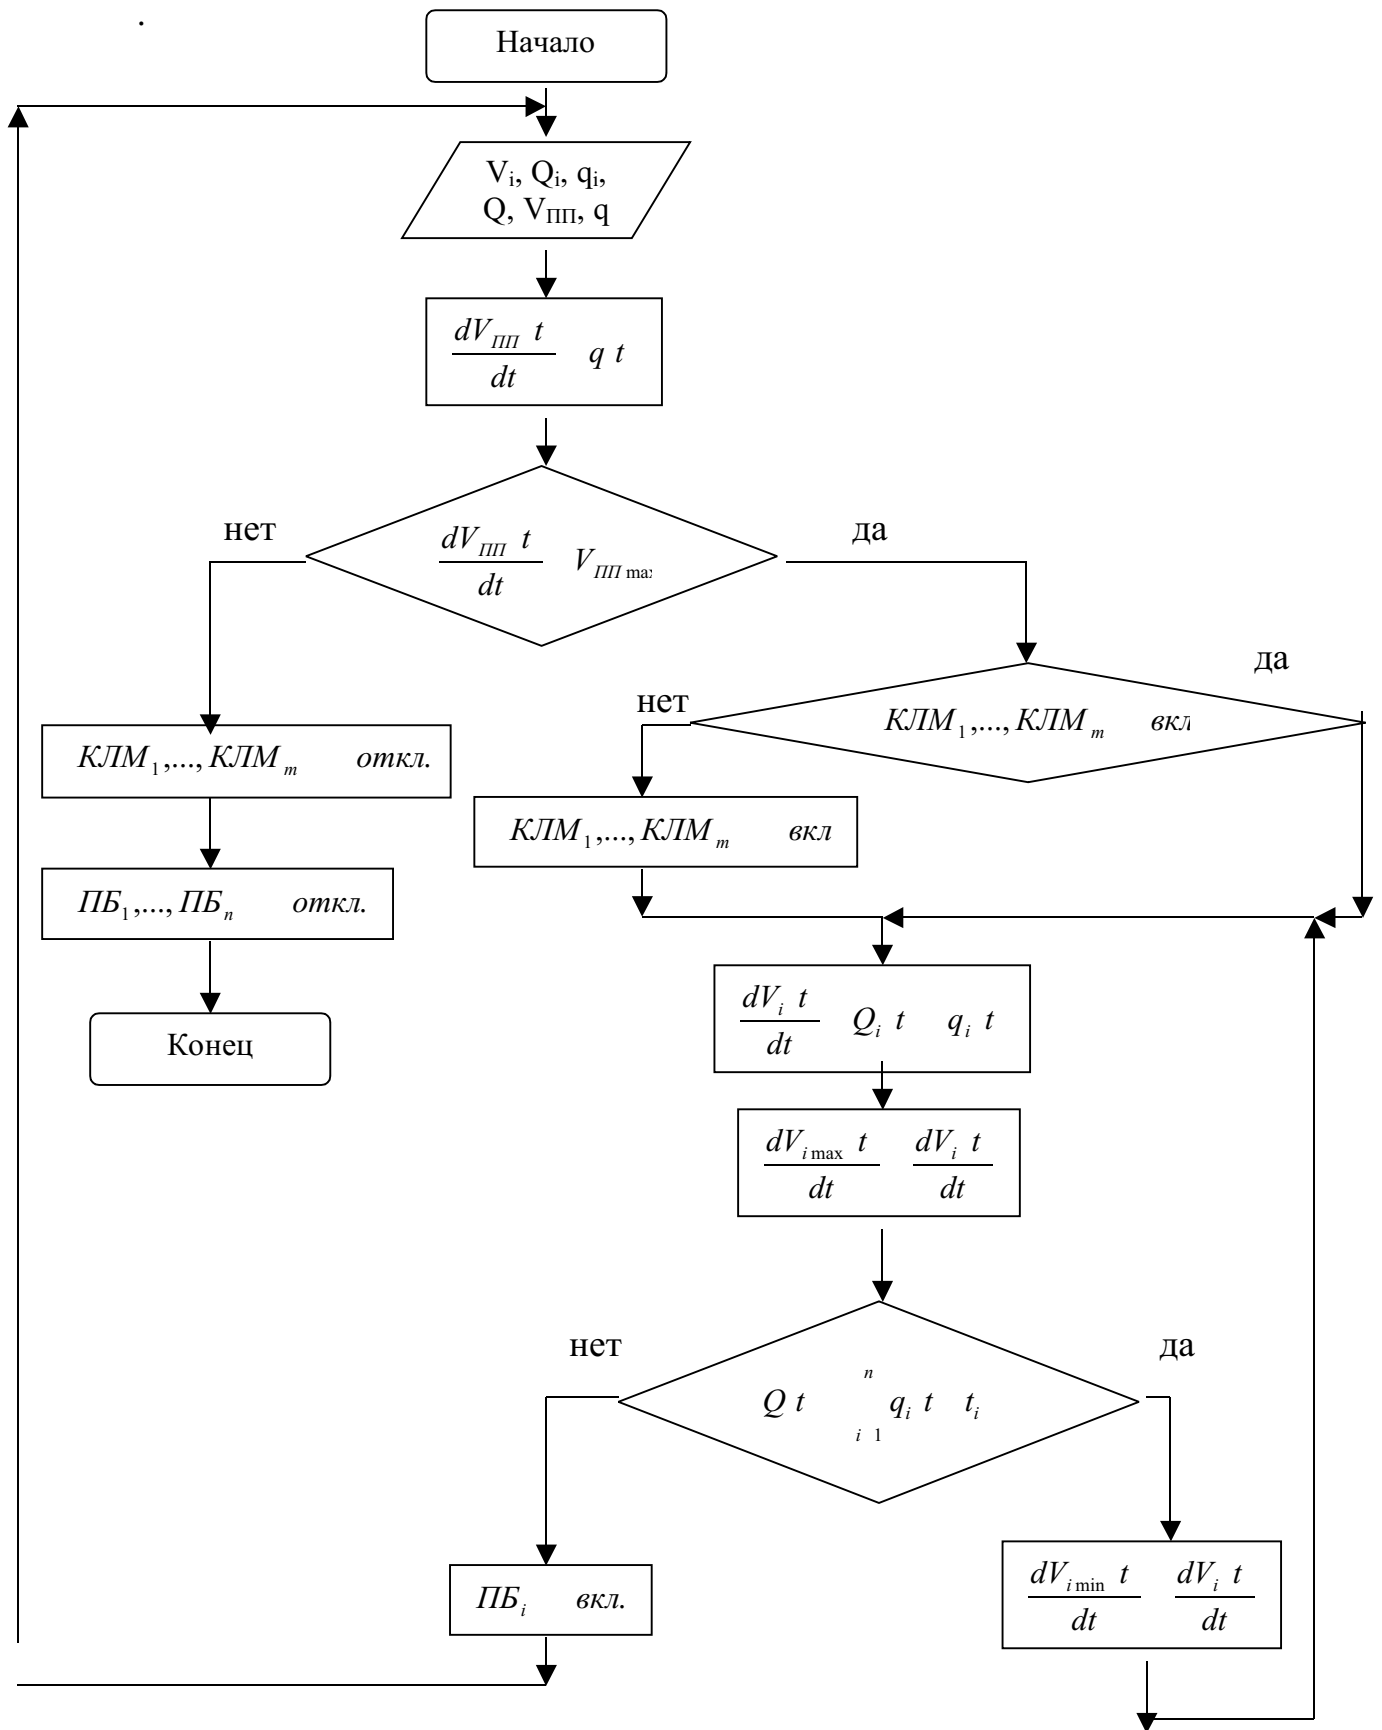 Начало
Vi, Qi, qi,
Q, VПП, q
dVПП t
dt
q t
нет
да
dVПП t
dt
VПП max
да
нет
КЛМ1,..., КЛМm вкл
КЛМ1,..., КЛМm откл.
КЛМ1,..., КЛМm вкл
ПБ1,..., ПБn откл.
dVi t
dt
Qi t qi t
Конец
dVi max t
dt
dVi t
dt
нет
да
n
Q t qi t ti
i 1
ПБi вкл.
dVi min t
dt
dVi t
dt